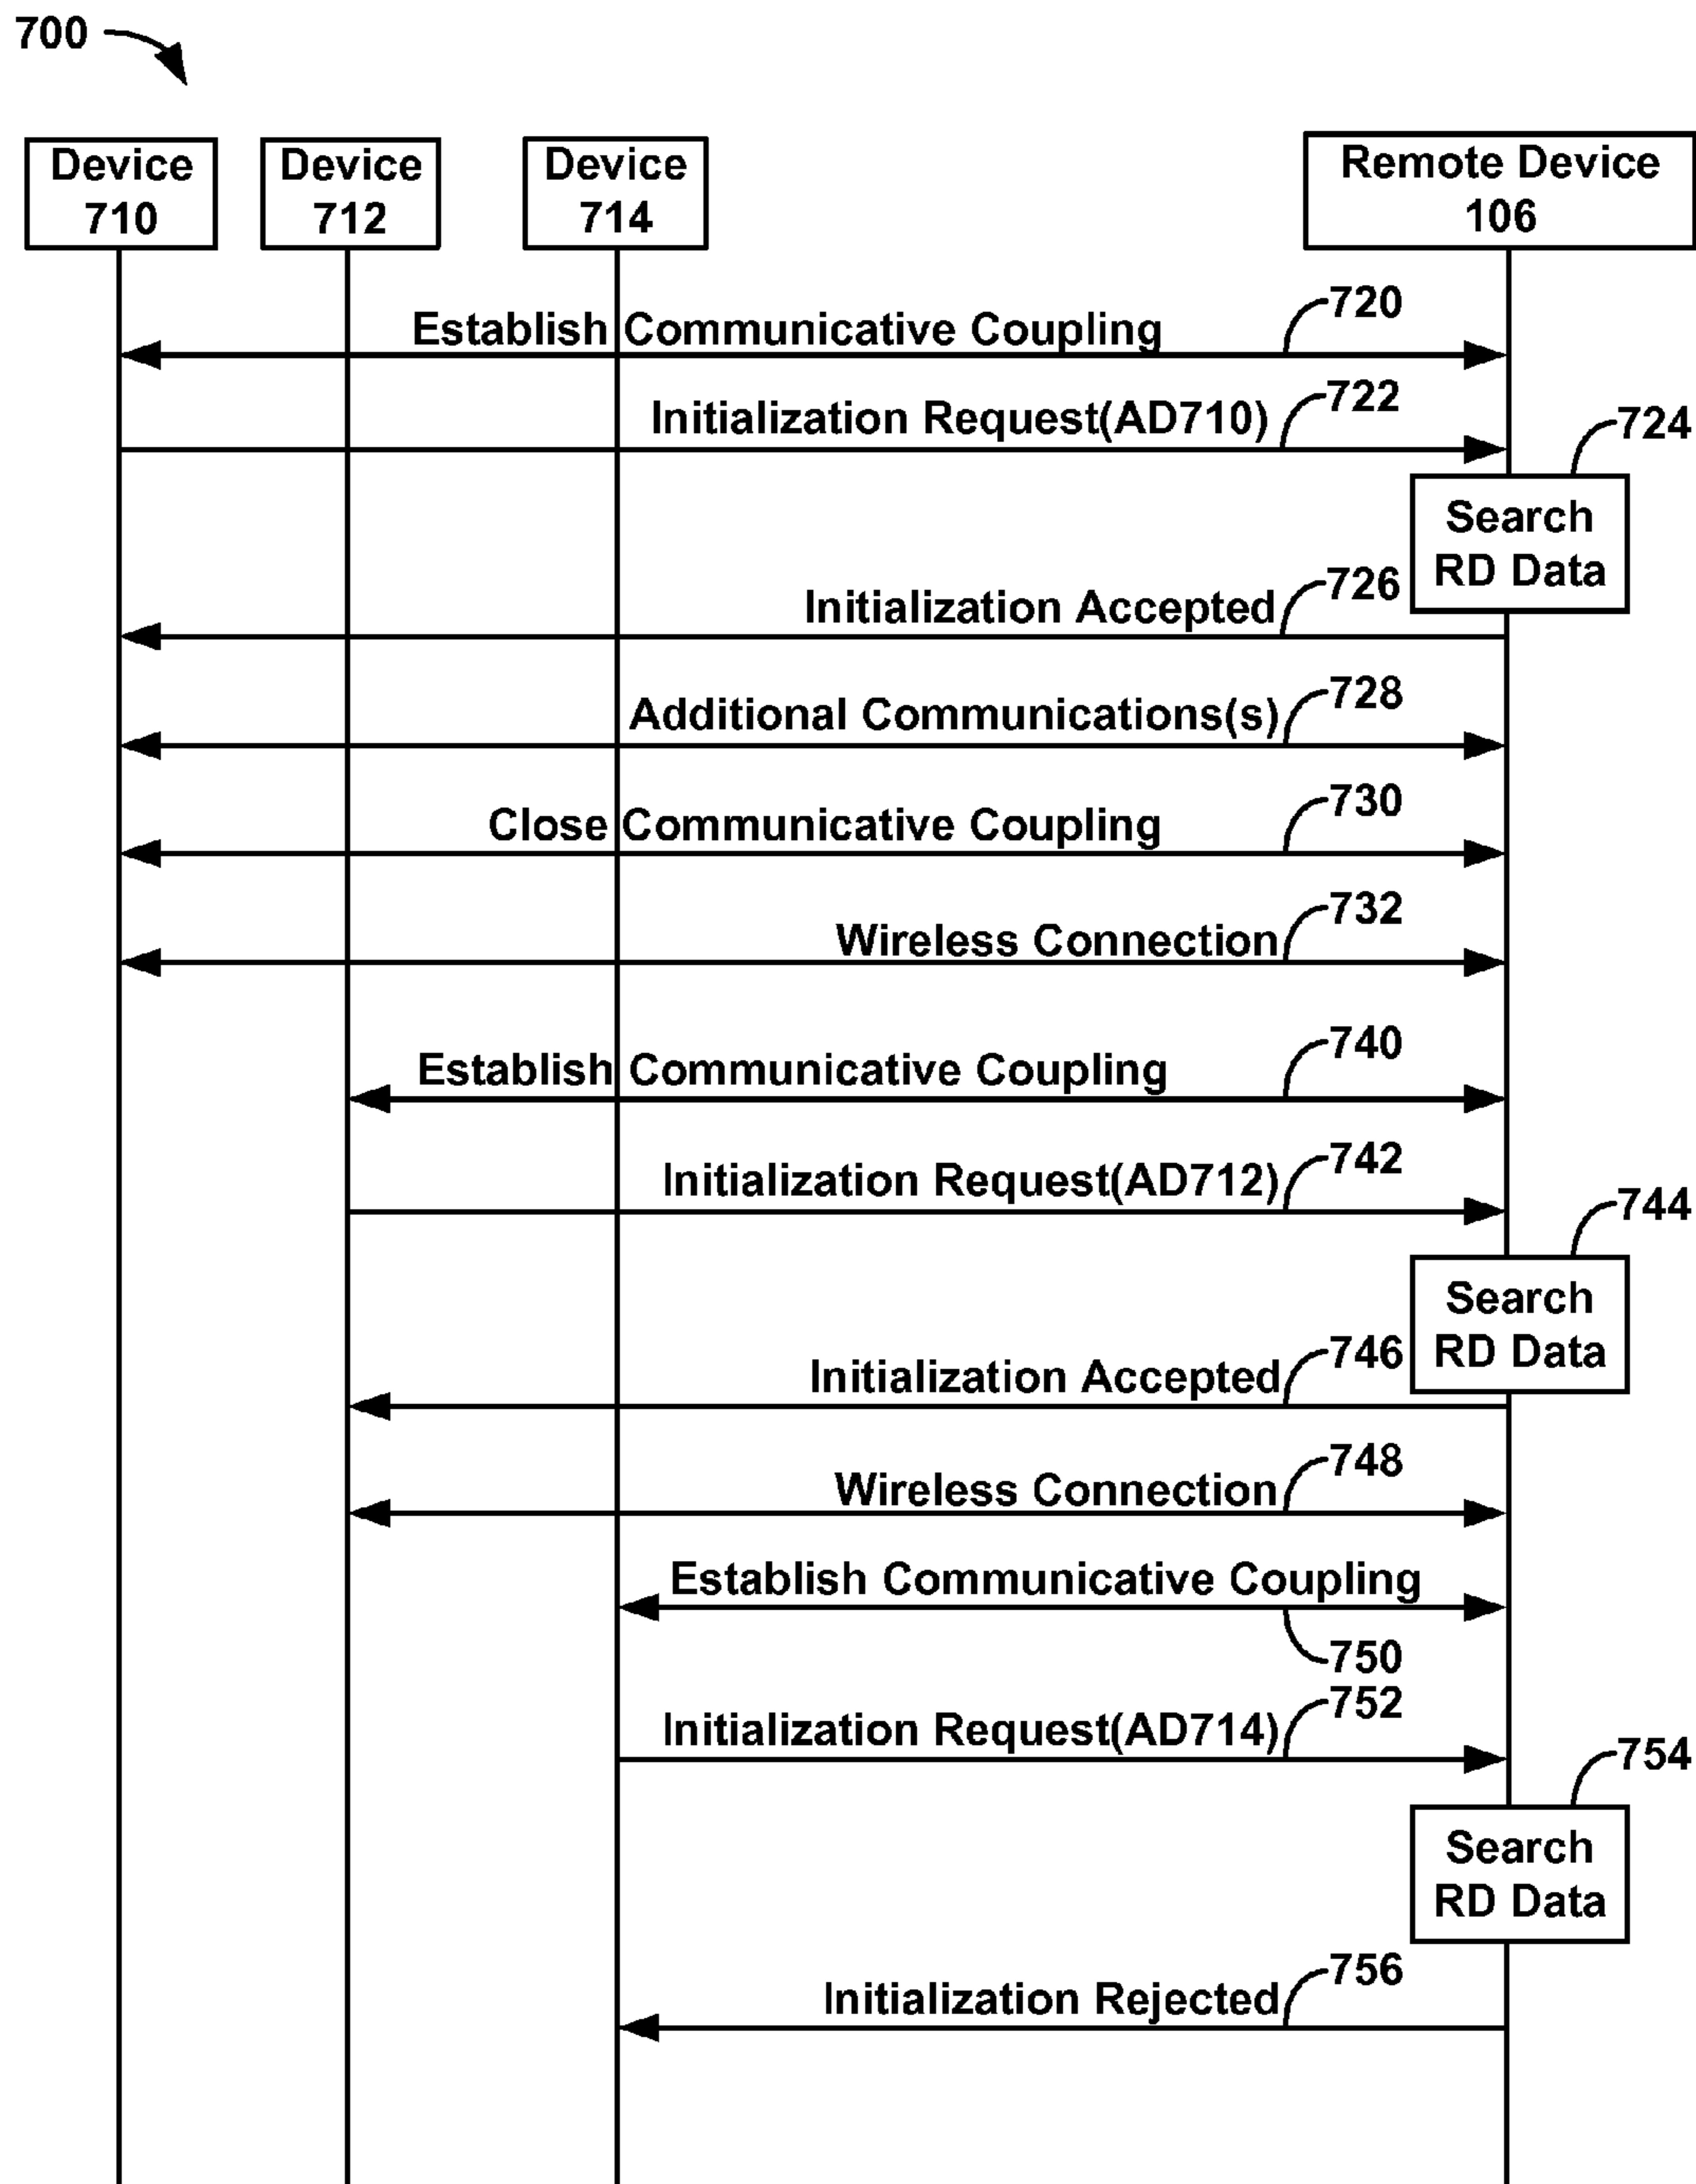 700
Device
710
Device
712
Device
714
Remote Device
106
720
Establish Communicative Coupling
722
Initialization Request(AD710)
724
Search
RD Data
726
Initialization Accepted
728
Additional Communications(s)
730
Close Communicative Coupling
732
Wireless Connection
740
Establish Communicative Coupling
742
Initialization Request(AD712)
744
Search
RD Data
746
Initialization Accepted
748
Wireless Connection
Establish Communicative Coupling
750
752
Initialization Request(AD714)
754
Search
RD Data
756
Initialization Rejected